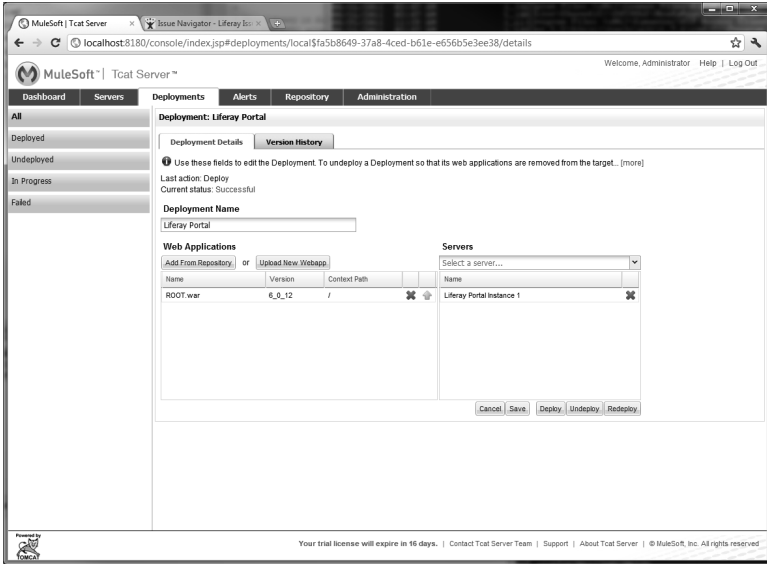 MuleSoft | Tcat Server
Issue Navigator - Liferay Iss
localhost:8180/console/index.jsp#deployments/local$fa5b8649-37a8-4ced-b61e-e656b5e3ee38/details
MuleSoft™ | Tcat Server™
Welcome, Administrator Help | Log Out
Dashboard Servers Deployments Alerts Repository Administration
All
Deployed
Undeployed
In Progress
Failed
Deployment: Liferay Portal
Deployment Details Version History
Use these fields to edit the Deployment. To undeploy a Deployment so that its web applications are removed from the target... [more]
Last action: Deploy
Current status: Successful
Deployment Name
Liferay Portal
Web Applications
Add From Repository or Upload New Webapp
Name Version Context Path
ROOT.war 6_0_12 /
Servers
Select a server...
Name
Liferay Portal Instance 1
Cancel Save Deploy Undeploy Redeploy
Powered by
TOMCAT
Your trial license will expire in 16 days. | Contact Tcat Server Team | Support | About Tcat Server | © MuleSoft, Inc. All rights reserved